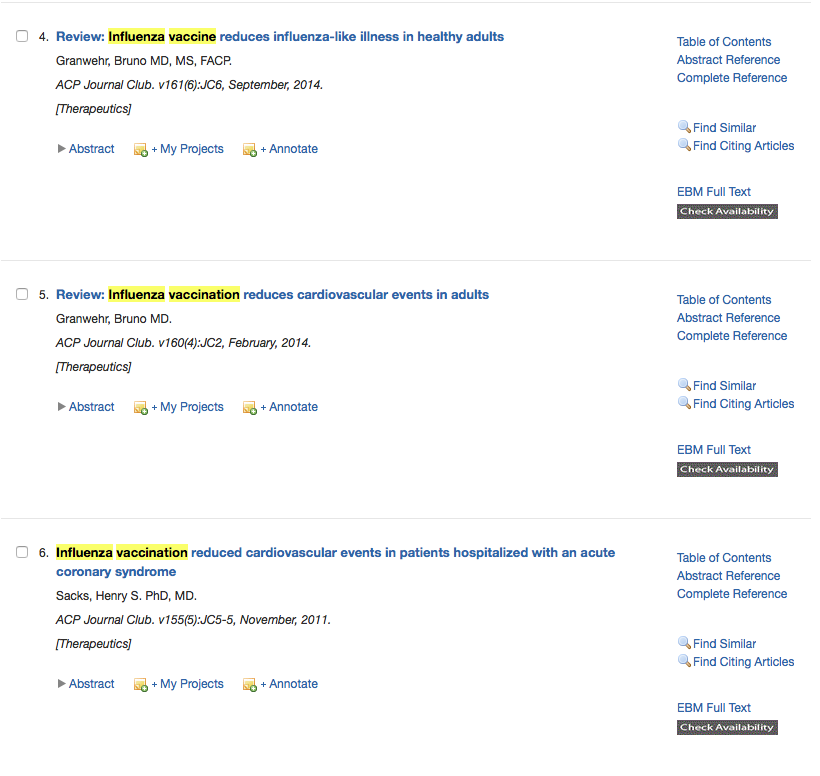 4. Review: Influenza vaccine reduces influenza-like illness in healthy adults
Granwehr, Bruno MD, MS, FACP.
ACP Journal Club. v161(6):JC6, September, 2014.
[Therapeutics]
Abstract + My Projects + Annotate
Table of Contents
Abstract Reference
Complete Reference
Find Similar
Find Citing Articles
EBM Full Text
Check Availability
5. Review: Influenza vaccination reduces cardiovascular events in adults
Granwehr, Bruno MD.
ACP Journal Club. v160(4):JC2, February, 2014.
[Therapeutics]
Abstract + My Projects + Annotate
Table of Contents
Abstract Reference
Complete Reference
Find Similar
Find Citing Articles
EBM Full Text
Check Availability
6. Influenza vaccination reduced cardiovascular events in patients hospitalized with an acute
coronary syndrome
Sacks, Henry S. PhD, MD.
ACP Journal Club. v155(5):JC5-5, November, 2011.
[Therapeutics]
Abstract + My Projects + Annotate
Table of Contents
Abstract Reference
Complete Reference
Find Similar
Find Citing Articles
EBM Full Text
Check Availability